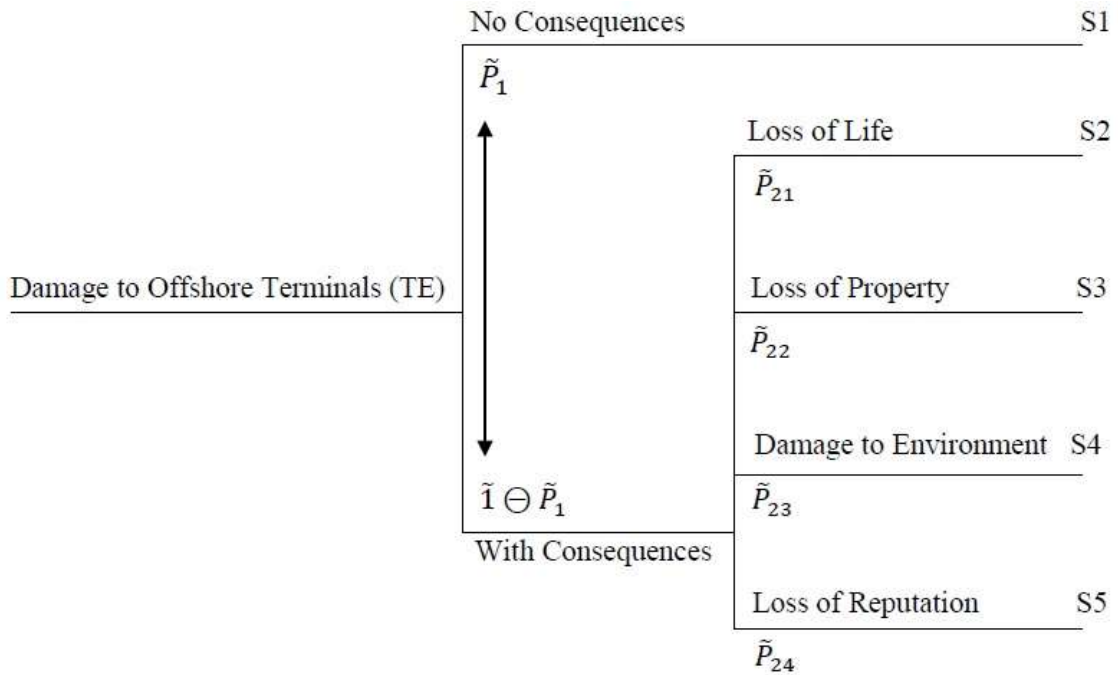 No Consequences S1
P̃₁
Loss of Life S2
P̃₂₁
Damage to Offshore Terminals (TE)
Loss of Property S3
P̃₂₂
Damage to Environment S4
1̃ ⊖ P̃₁
P̃₂₃
With Consequences
Loss of Reputation S5
P̃₂₄